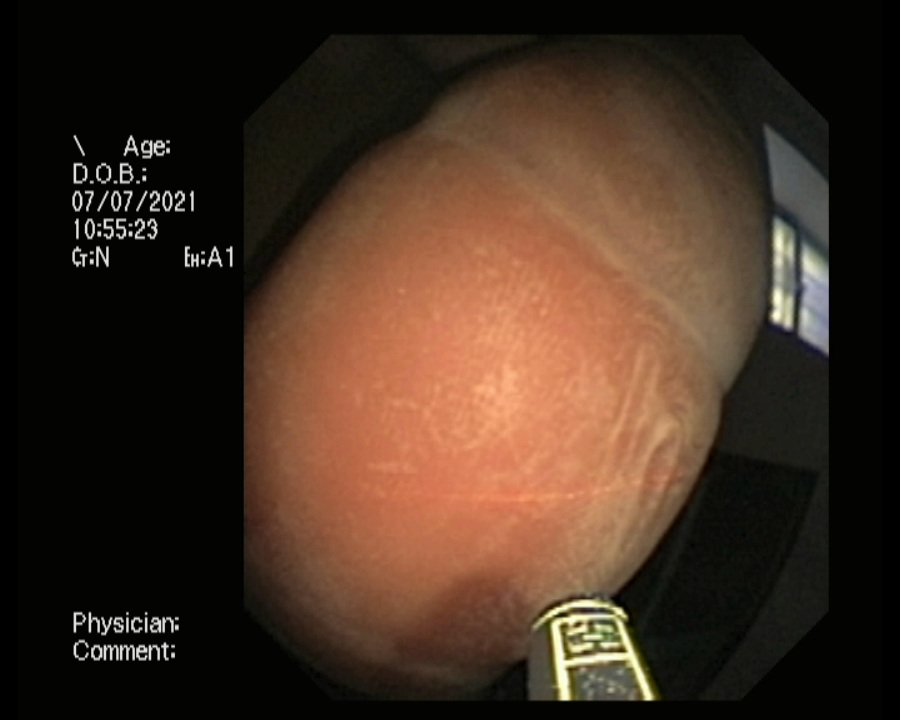 \ Age:
D.O.B.:
07/07/2021
10:55:23
Cr:N Eh:A1
Physician:
Comment: